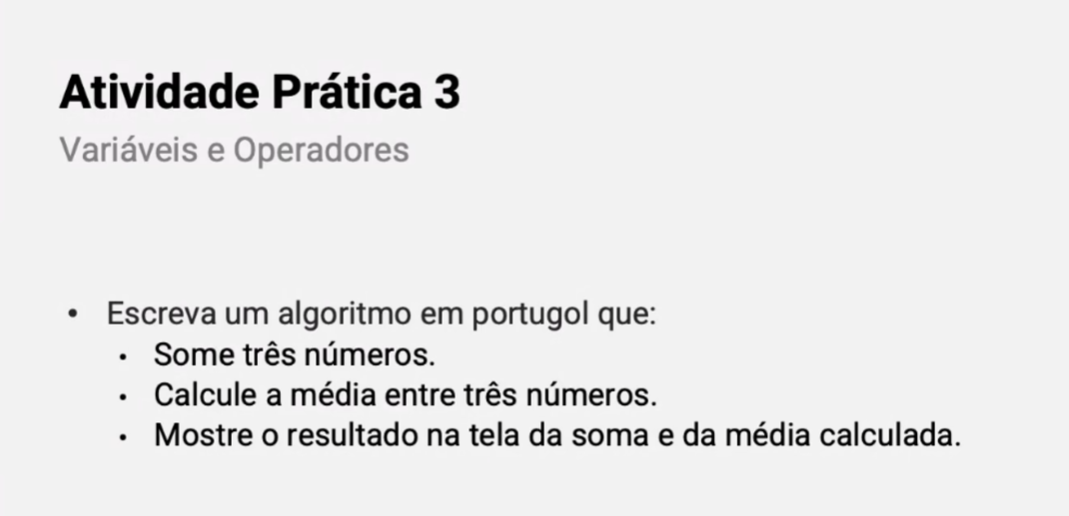 Atividade Prática 3
Variáveis e Operadores
• Escreva um algoritmo em portugol que:
• Some três números.
• Calcule a média entre três números.
• Mostre o resultado na tela da soma e da média calculada.